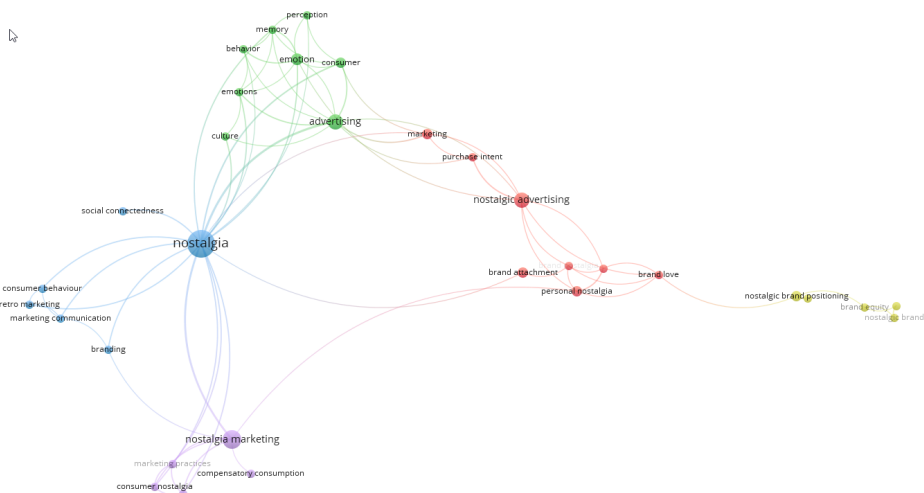 perception
memory
behavior
emotion
consumer
emotions
advertising
culture
marketing
purchase intent
nostalgic advertising
social connectedness
nostalgia
brand attachment
brand love
consumer behaviour
personal nostalgia
nostalgic brand positioning
retro marketing
brand equity
marketing communication
nostalgic brand
branding
nostalgia marketing
marketing practices
compensatory consumption
consumer nostalgia